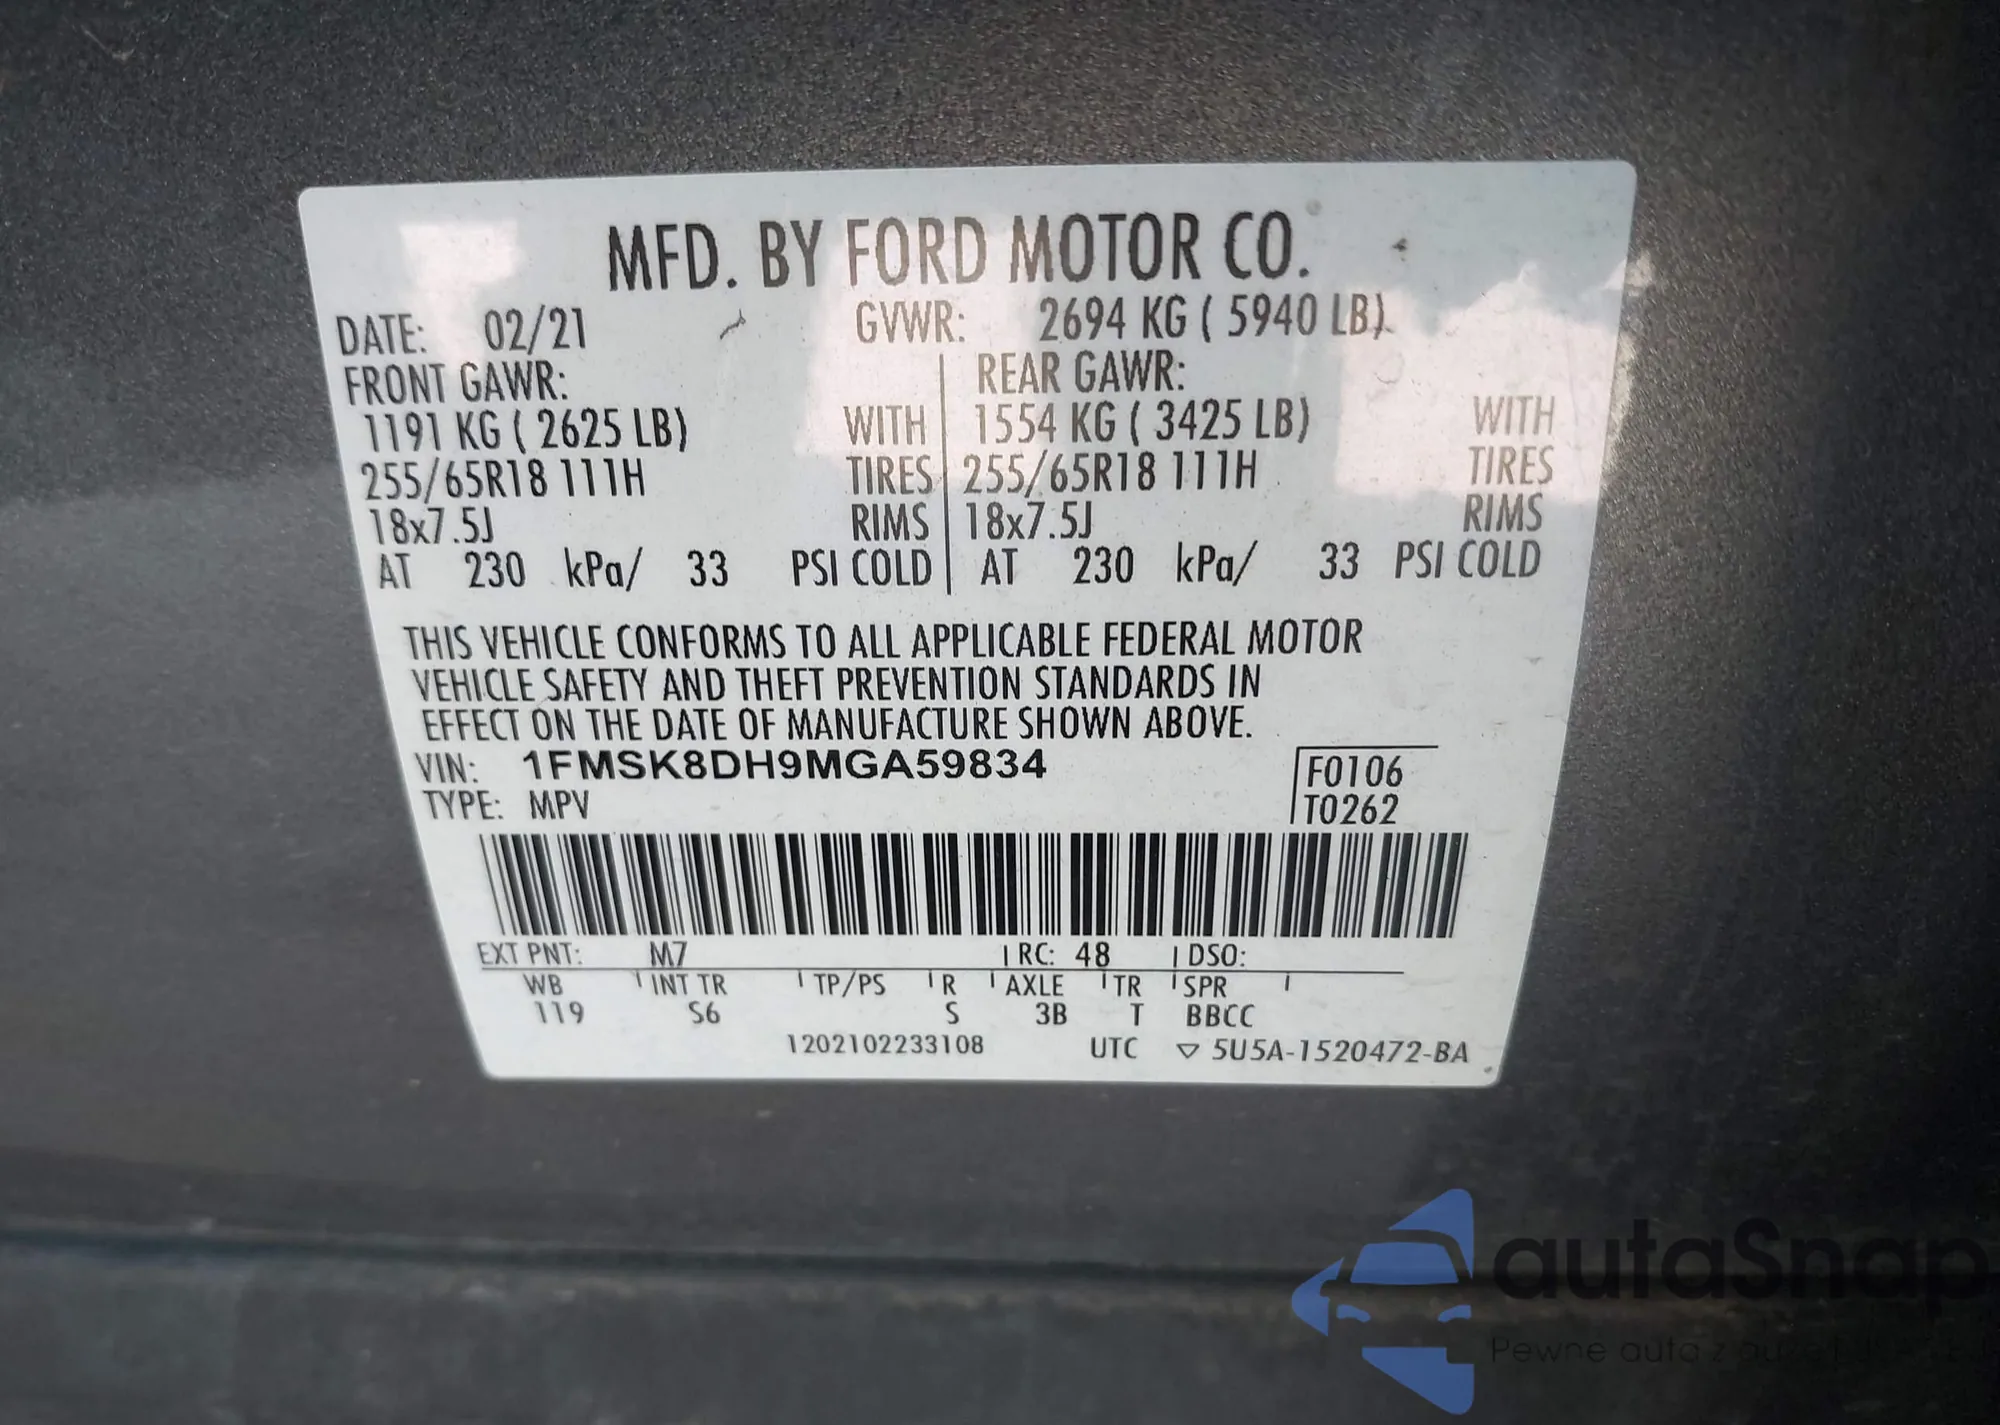 MFD. BY FORD MOTOR CO.
DATE: 02/21 GVWR: 2694 KG ( 5940 LB)
FRONT GAWR: REAR GAWR:
1191 KG ( 2625 LB) WITH 1554 KG ( 3425 LB) WITH
255/65R18 111H TIRES 255/65R18 111H TIRES
18x7.5J RIMS 18x7.5J RIMS
AT 230 kPa/ 33 PSI COLD AT 230 kPa/ 33 PSI COLD
THIS VEHICLE CONFORMS TO ALL APPLICABLE FEDERAL MOTOR
VEHICLE SAFETY AND THEFT PREVENTION STANDARDS IN
EFFECT ON THE DATE OF MANUFACTURE SHOWN ABOVE.
VIN: 1FMSK8DH9MGA59834 F0106
TYPE: MPV T0262
EXT PNT: M7 RC: 48 DSO:
WB INT TR TP/PS R AXLE TR SPR
119 S6 S 3B T BBCC
1202102233108 UTC ▽ 5U5A-1520472-BA
autaSnap
Pewne auto z